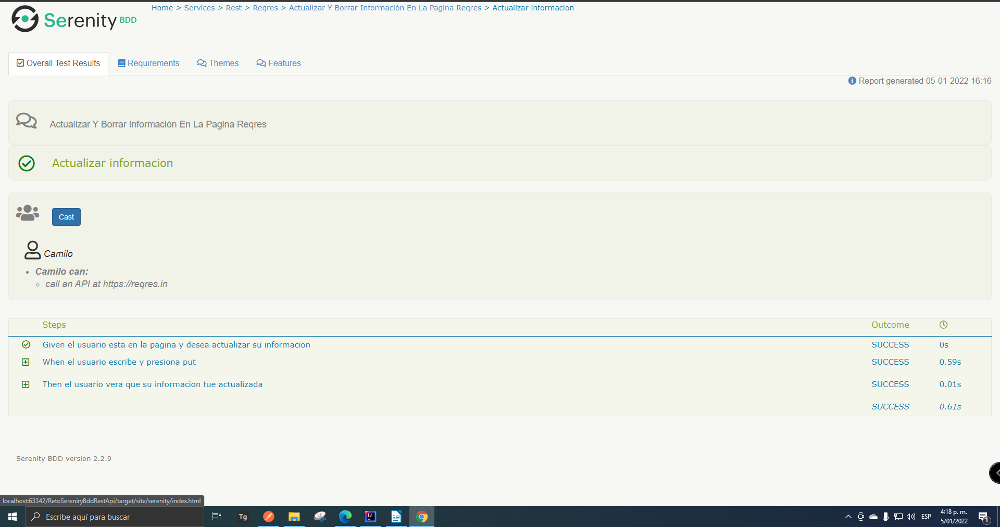 Serenity BDD
Home > Services > Rest > Reqres > Actualizar Y Borrar Información En La Pagina Reqres > Actualizar informacion
Overall Test Results Requirements Themes Features
Report generated 05-01-2022 16:16
Actualizar Y Borrar Información En La Pagina Reqres
Actualizar informacion
Cast
Camilo
Camilo can:
call an API at https://reqres.in
Steps Outcome
Given el usuario esta en la pagina y desea actualizar su informacion SUCCESS 0s
When el usuario escribe y presiona put SUCCESS 0.59s
Then el usuario vera que su informacion fue actualizada SUCCESS 0.01s
SUCCESS 0.61s
Serenity BDD version 2.2.9
localhost:63342/RetoSereniryBddRestApi/target/site/serenity/index.html
Escribe aquí para buscar Tg IJ ESP 4:18 p. m.
5/01/2022 1